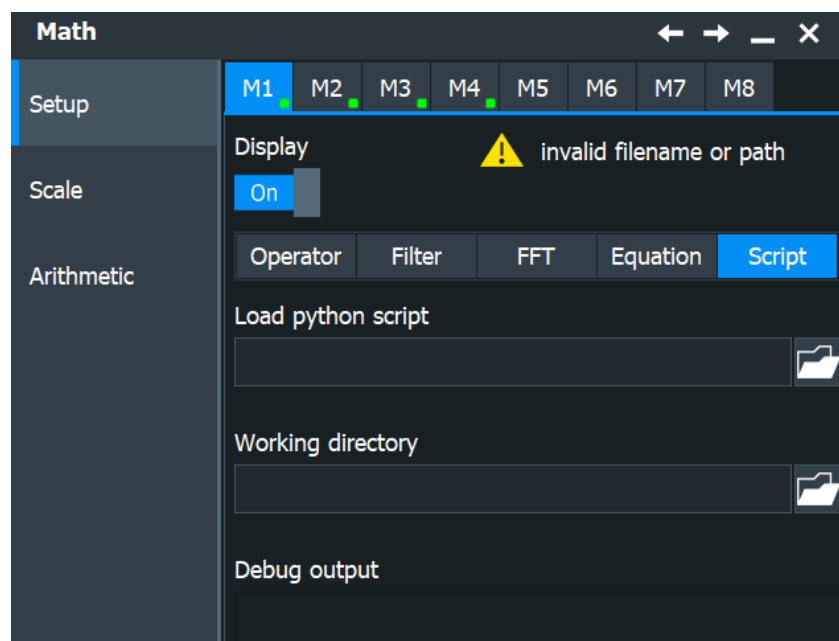 Math
Setup
Scale
Arithmetic
M1 M2 M3 M4 M5 M6 M7 M8
Display
invalid filename or path
On
Operator Filter FFT Equation Script
Load python script
Working directory
Debug output